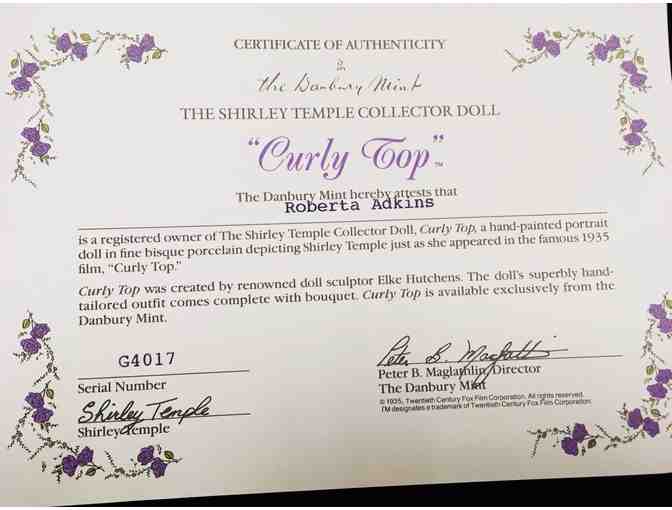 CERTIFICATE OF AUTHENTICITY
The Danbury Mint
THE SHIRLEY TEMPLE COLLECTOR DOLL
“Curly Top”™
The Danbury Mint hereby attests that
Roberta Adkins
is a registered owner of The Shirley Temple Collector Doll, Curly Top, a hand-painted portrait
doll in fine bisque porcelain depicting Shirley Temple just as she appeared in the famous 1935
film, “Curly Top.”
Curly Top was created by renowned doll sculptor Elke Hutchens. The doll's superbly hand-
tailored outfit comes complete with bouquet. Curly Top is available exclusively from the
Danbury Mint.
G4017
Serial Number
Shirley Temple
Shirley Temple
Peter B. Maglathlin
Peter B. Maglathlin, Director
The Danbury Mint
© 1935, Twentieth Century Fox Film Corporation. All rights reserved.
TM designates a trademark of Twentieth Century Fox Film Corporation.